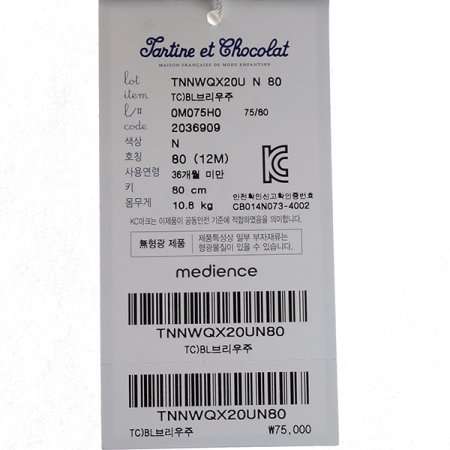 Tartine et Chocolat
MAISON FRANÇAISE DE MODE ENFANTINE
lot TNNWQX20U N 80
item TC)BL브리우주
l/# 0M075H0 75/80
code 2036909
색상 N
호칭 80 (12M)
사용연령 36개월 미만
키 80 cm
몸무게 10.8 kg
안전확인신고확인증번호
CB014N073-4002
KC마크는 이제품이 공통안전 기준에 적합하였음을 의미합니다.
無형광 제품
제품특성상 일부 부자재류는
형광물질이 있을 수 있습니다.
medience
TNNWQX20UN80
TC)BL브리우주
TNNWQX20UN80
TC)BL브리우주 ₩75,000